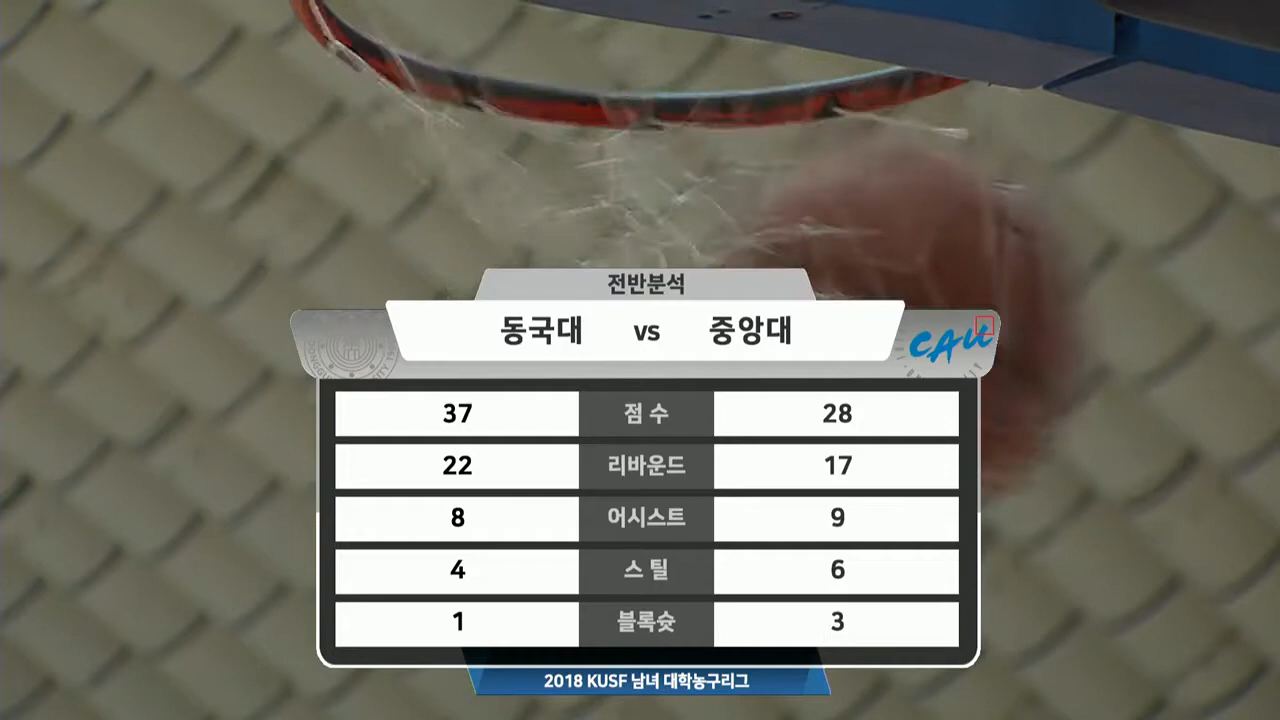 전반분석
동국대 vs 중앙대
CAU
37 점수 28
22 리바운드 17
8 어시스트 9
4 스틸 6
1 블록슛 3
2018 KUSF 남녀 대학농구리그